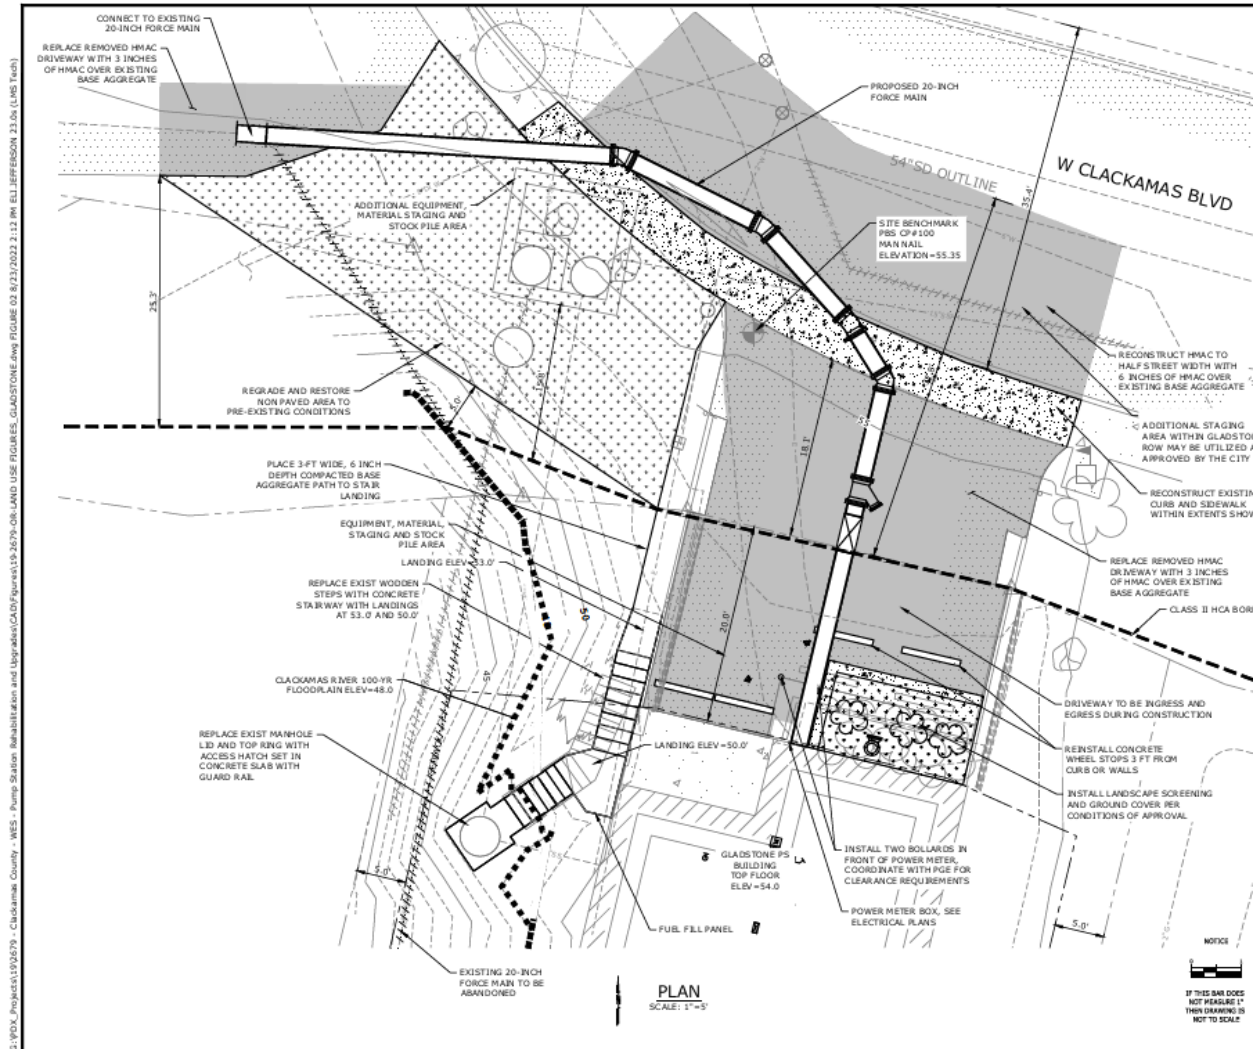 CONNECT TO EXISTING
20-INCH FORCE MAIN
REPLACE REMOVED HMAC
DRIVEWAY WITH 3 INCHES
OF HMAC OVER EXISTING
BASE AGGREGATE
PROPOSED 20-INCH
FORCE MAIN
54"SD OUTLINE
W CLACKAMAS BLVD
35.4'
ADDITIONAL EQUIPMENT,
MATERIAL STAGING AND
STOCK PILE AREA
SITE BENCHMARK
PBS CP#100
MAN NAIL
ELEVATION=55.35
25.3'
RECONSTRUCT HMAC TO
HALF STREET WIDTH WITH
6 INCHES OF HMAC OVER
EXISTING BASE AGGREGATE
REGRADE AND RESTORE
NON PAVED AREA TO
PRE-EXISTING CONDITIONS
5.0'
55
18.1'
ADDITIONAL STAGING
AREA WITHIN GLADSTO
ROW MAY BE UTILIZED A
APPROVED BY THE CITY
PLACE 3-FT WIDE, 6 INCH
DEPTH COMPACTED BASE
AGGREGATE PATH TO STAIR
LANDING
RECONSTRUCT EXISTIN
CURB AND SIDEWALK
WITHIN EXTENTS SHOW
EQUIPMENT, MATERIAL,
STAGING AND STOCK
PILE AREA
LANDING ELEV=53.0'
REPLACE REMOVED HMAC
DRIVEWAY WITH 3 INCHES
OF HMAC OVER EXISTING
BASE AGGREGATE
REPLACE EXIST WOODEN
STEPS WITH CONCRETE
STAIRWAY WITH LANDINGS
AT 53.0' AND 50.0'
50
20.0'
CLASS II HCA BOR
45
CLACKAMAS RIVER 100-YR
FLOODPLAIN ELEV=48.0
DRIVEWAY TO BE INGRESS AND
EGRESS DURING CONSTRUCTION
REPLACE EXIST MANHOLE
LID AND TOP RING WITH
ACCESS HATCH SET IN
CONCRETE SLAB WITH
GUARD RAIL
LANDING ELEV=50.0'
REINSTALL CONCRETE
WHEEL STOPS 3 FT FROM
CURB OR WALLS
INSTALL LANDSCAPE SCREENING
AND GROUND COVER PER
CONDITIONS OF APPROVAL
GLADSTONE PS
BUILDING
TOP FLOOR
ELEV=54.0
INSTALL TWO BOLLARDS IN
FRONT OF POWER METER,
COORDINATE WITH PGE FOR
CLEARANCE REQUIREMENTS
5.0'
POWER METER BOX, SEE
ELECTRICAL PLANS
FUEL FILL PANEL
5.0'
EXISTING 20-INCH
FORCE MAIN TO BE
ABANDONED
PLAN
SCALE: 1"=5'
NOTICE
0 1
IF THIS BAR DOES
NOT MEASURE 1"
THEN DRAWING IS
NOT TO SCALE